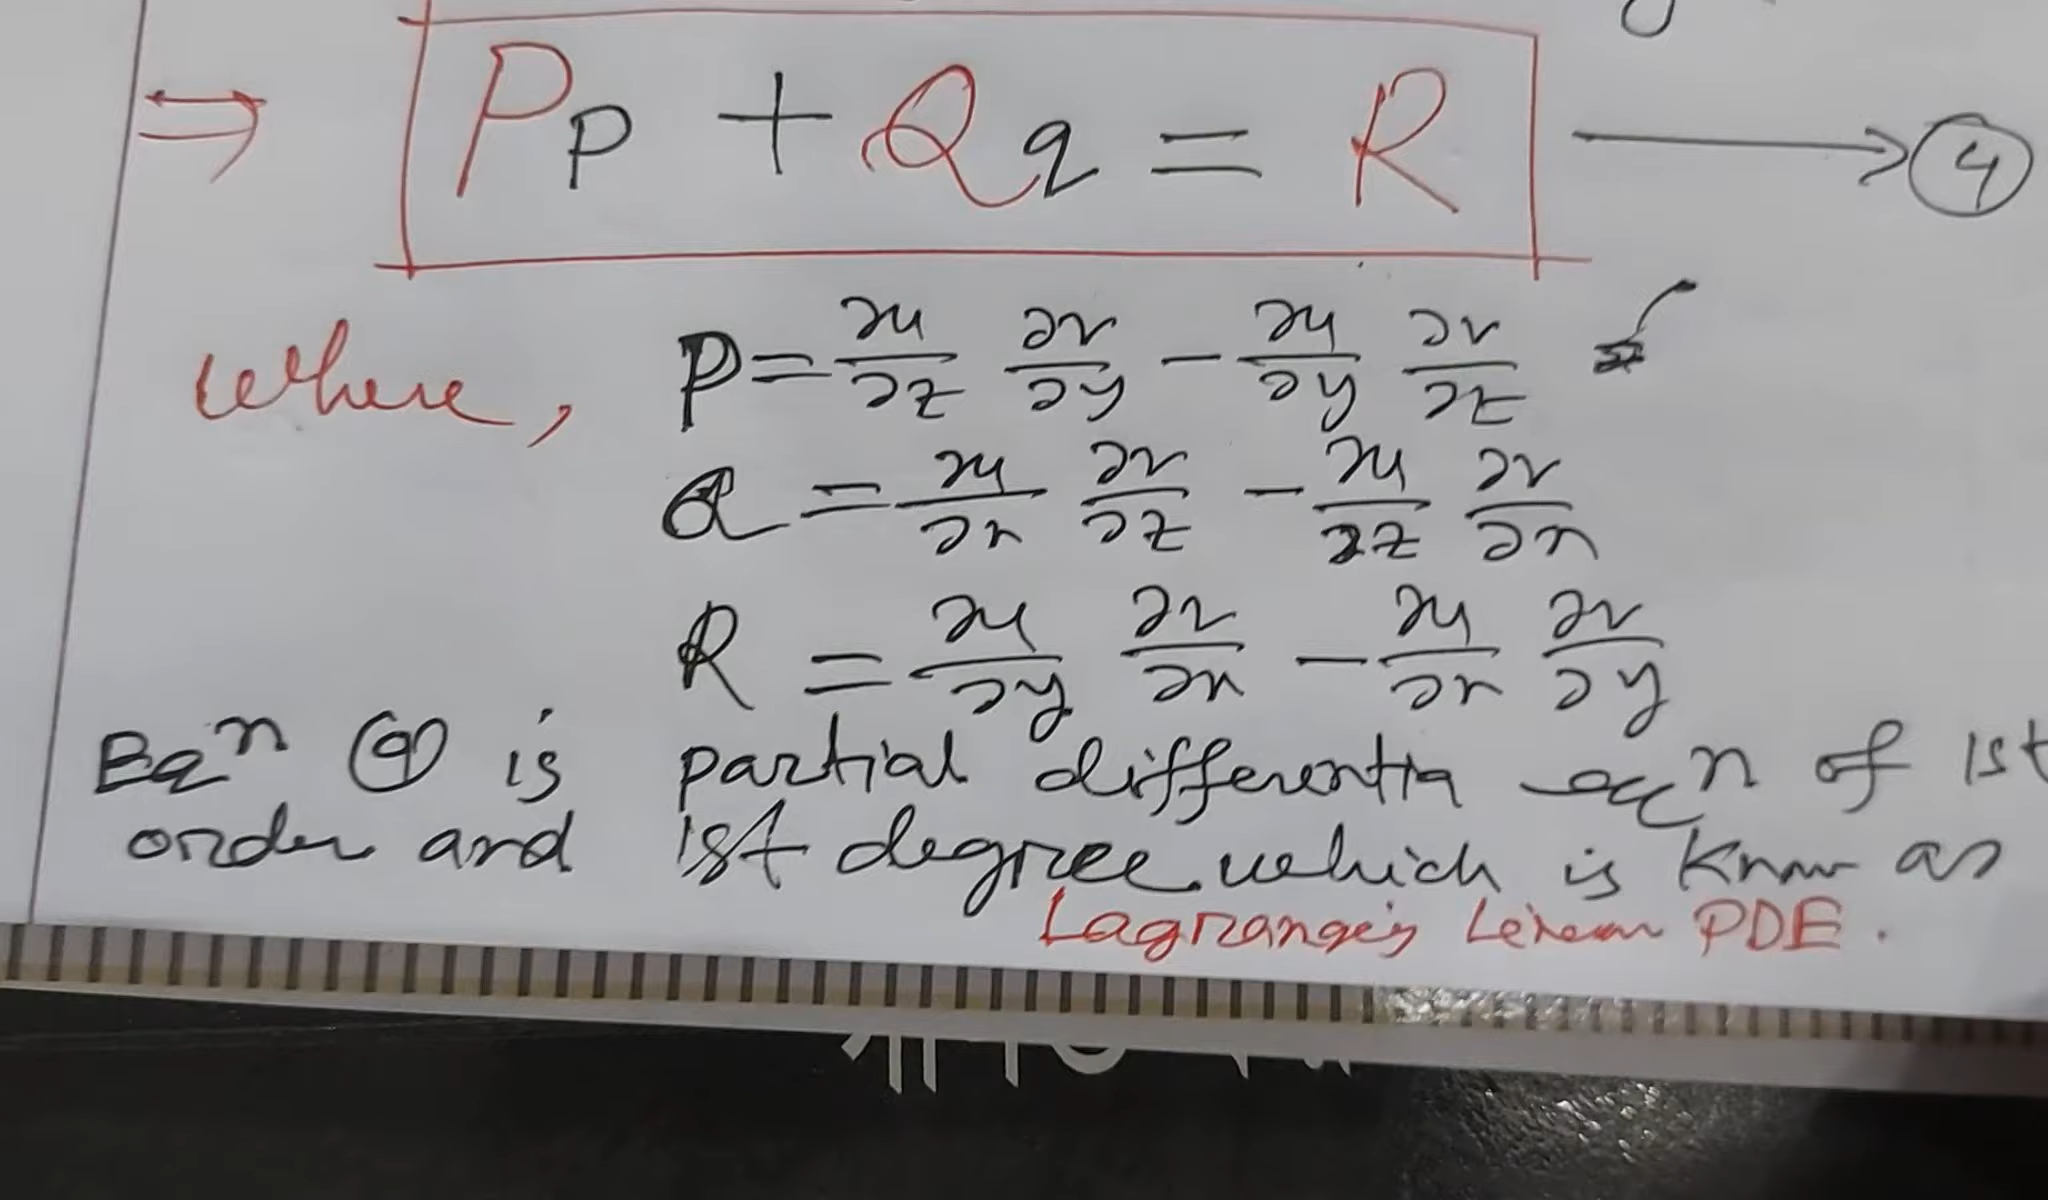 ⇒ Pp + Qq = R → ④
where, P = ∂u/∂z ∂v/∂y − ∂u/∂y ∂v/∂z
Q = ∂u/∂x ∂v/∂z − ∂u/∂z ∂v/∂x
R = ∂u/∂y ∂v/∂x − ∂u/∂x ∂v/∂y
Eqⁿ ④ is partial differentia eqⁿ of 1st
order and 1st degree which is know as
Lagrange's Linear PDE.